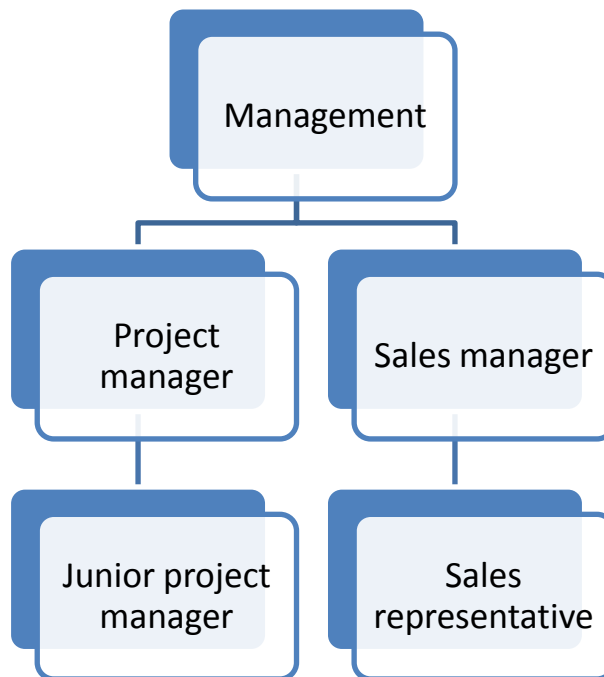 Management
Project
manager
Sales manager
Junior project
manager
Sales
representative